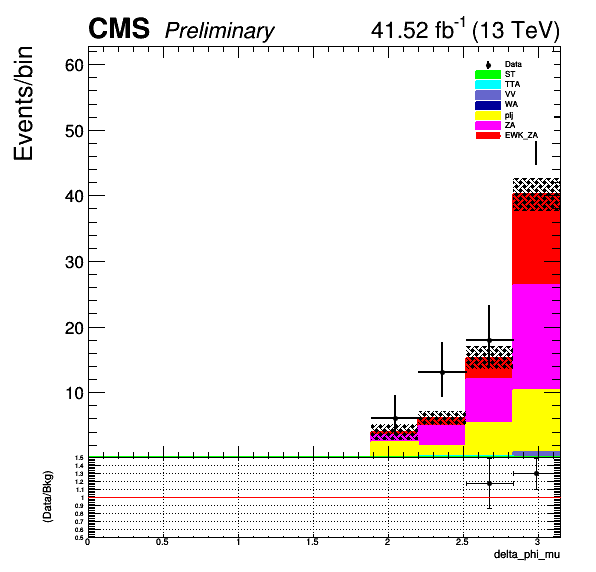 CMS Preliminary 41.52 fb-1 (13 TeV)
Events/bin
60
50
40
30
20
10
Data
ST
TTA
VV
WA
plj
ZA
EWK_ZA
(Data/Bkg)
1.5
1.4
1.3
1.2
1.1
1
0.9
0.8
0.7
0.6
0.5
0 0.5 1 1.5 2 2.5 3
delta_phi_mu